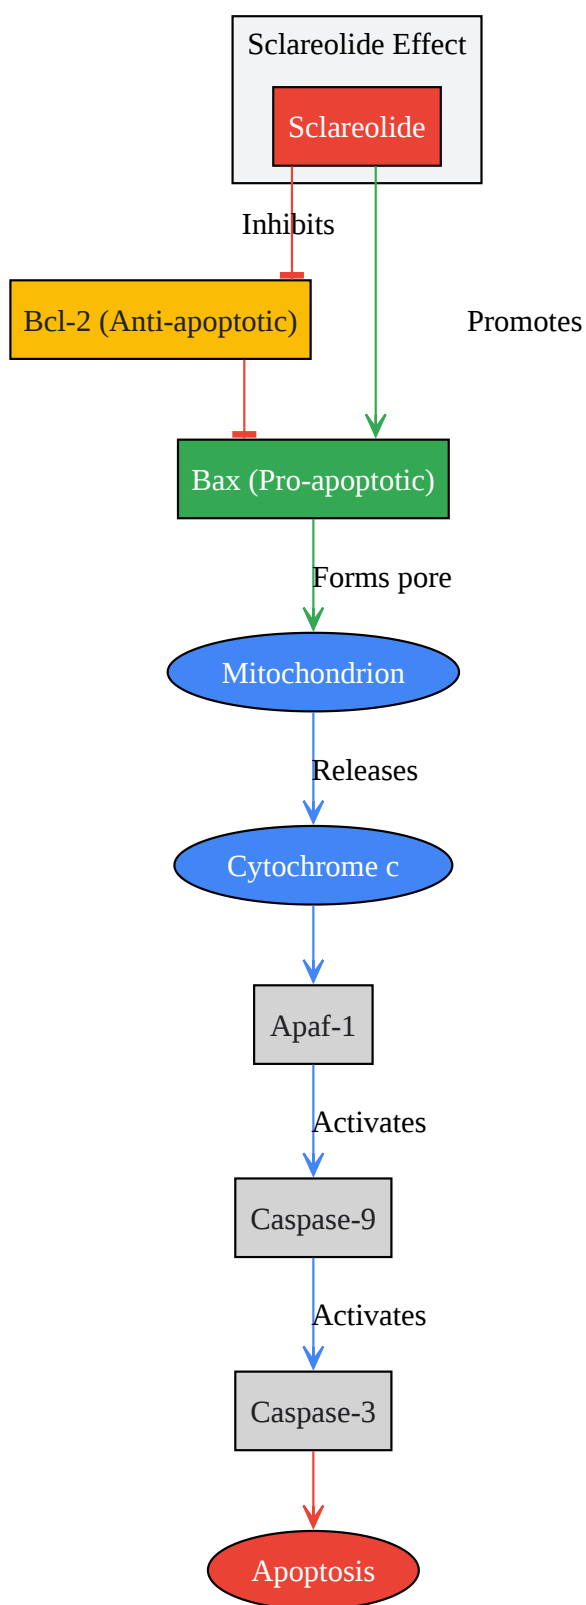 Sclareolide Effect
Sclareolide
Inhibits
Bcl-2 (Anti-apoptotic)
Promotes
Bax (Pro-apoptotic)
Forms pore
Mitochondrion
Releases
Cytochrome c
Apaf-1
Activates
Caspase-9
Activates
Caspase-3
Apoptosis